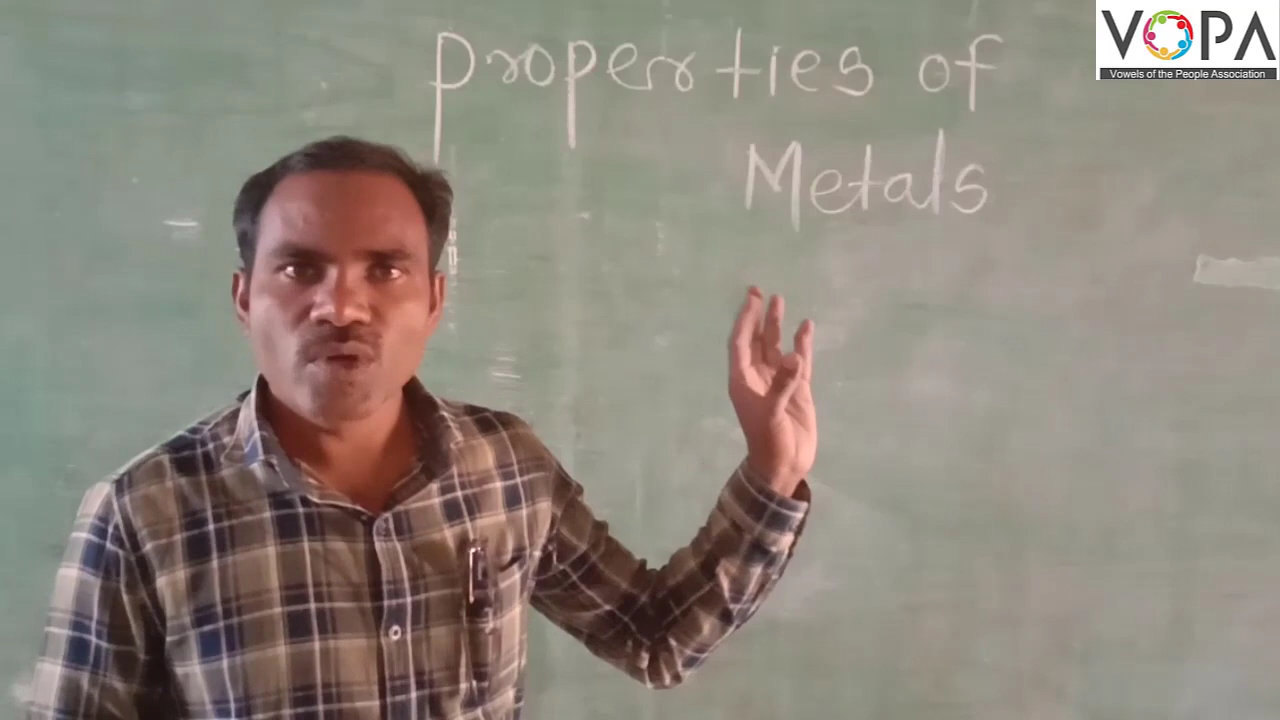 Properties of
Metals
VOPA
Vowels of the People Association